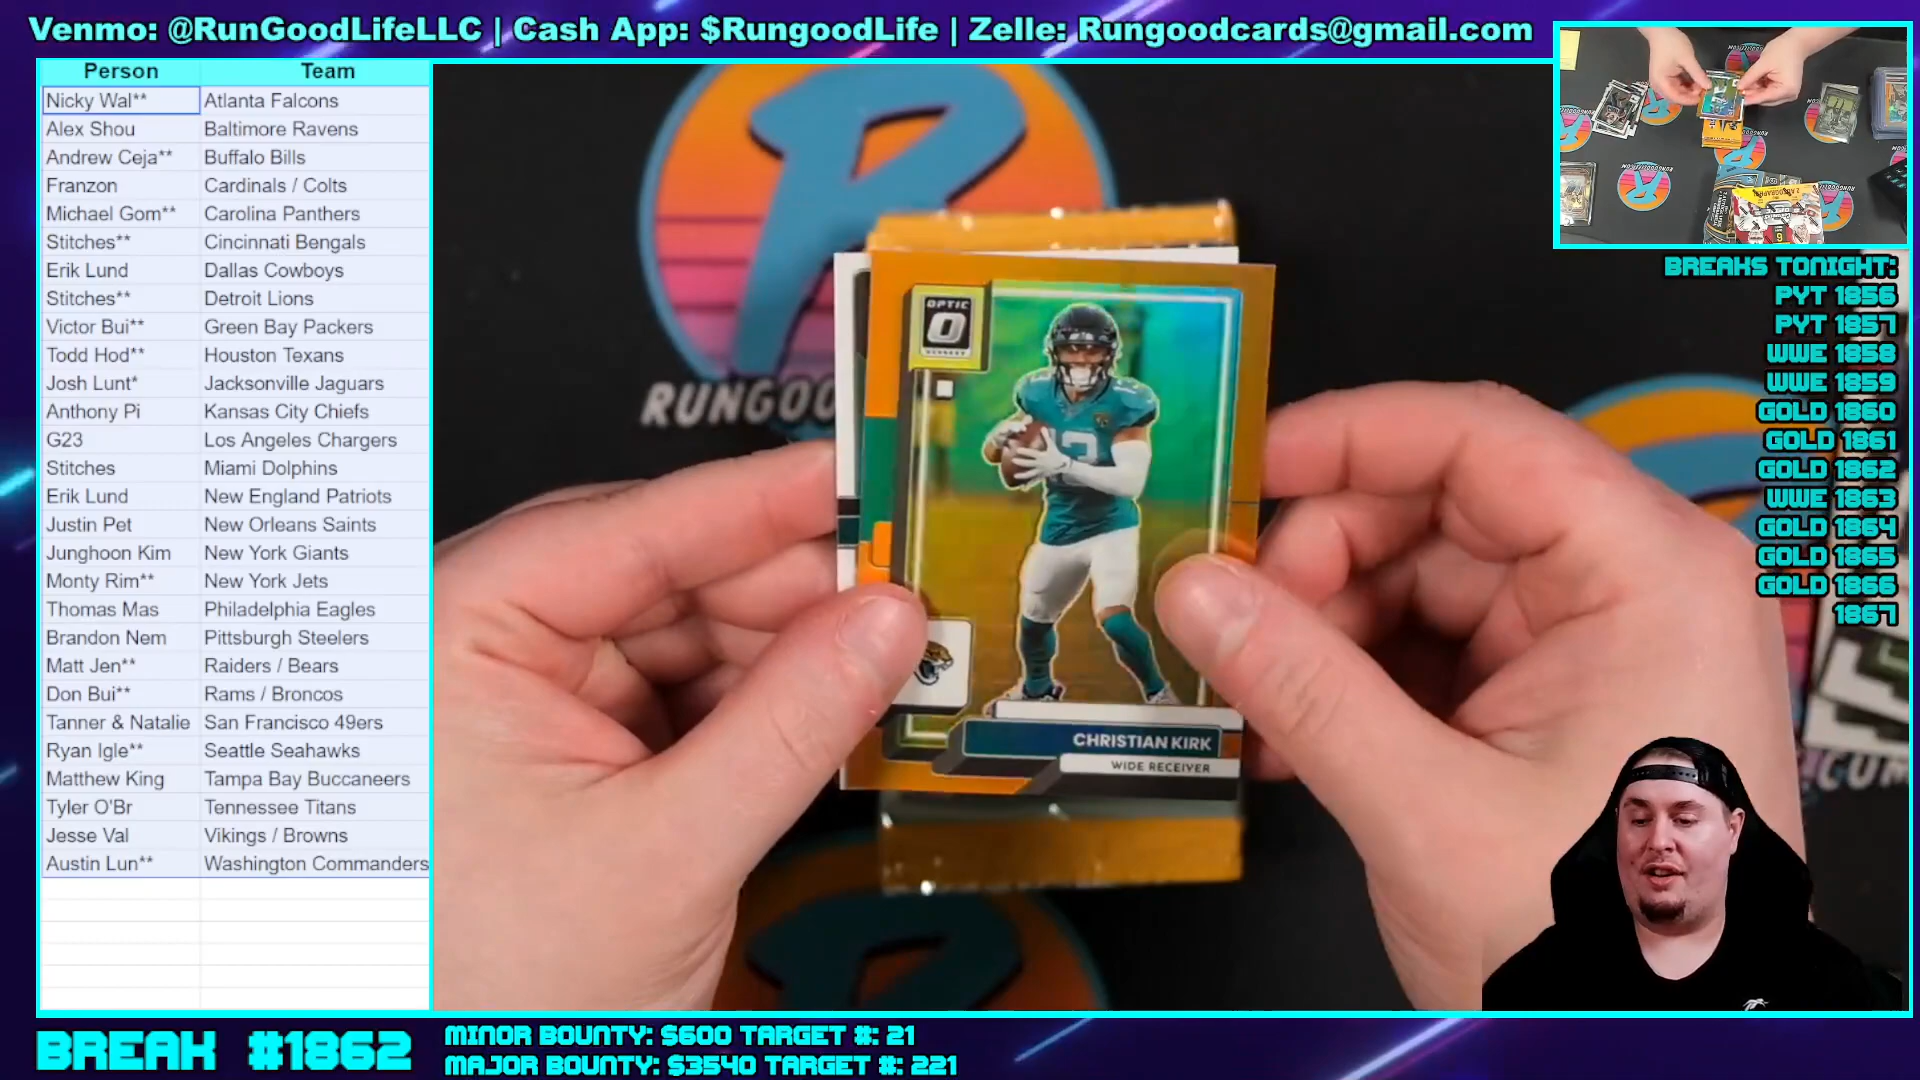 Venmo: @RunGoodLifeLLC | Cash App: $RungoodLife | Zelle: Rungoodcards@gmail.com
Person Team
Nicky Wal** Atlanta Falcons
Alex Shou Baltimore Ravens
Andrew Ceja** Buffalo Bills
Franzon Cardinals / Colts
Michael Gom** Carolina Panthers
Stitches** Cincinnati Bengals
Erik Lund Dallas Cowboys
Stitches** Detroit Lions
Victor Bui** Green Bay Packers
Todd Hod** Houston Texans
Josh Lunt* Jacksonville Jaguars
Anthony Pi Kansas City Chiefs
G23 Los Angeles Chargers
Stitches Miami Dolphins
Erik Lund New England Patriots
Justin Pet New Orleans Saints
Junghoon Kim New York Giants
Monty Rim** New York Jets
Thomas Mas Philadelphia Eagles
Brandon Nem Pittsburgh Steelers
Matt Jen** Raiders / Bears
Don Bui** Rams / Broncos
Tanner & Natalie San Francisco 49ers
Ryan Igle** Seattle Seahawks
Matthew King Tampa Bay Buccaneers
Tyler O'Br Tennessee Titans
Jesse Val Vikings / Browns
Austin Lun** Washington Commanders
RUNGOO
OPTIC
O
DONRUSS
13
CHRISTIAN KIRK
WIDE RECEIVER
BREAKS TONIGHT:
PYT 1856
PYT 1857
WWE 1858
WWE 1859
GOLD 1860
GOLD 1861
GOLD 1862
WWE 1863
GOLD 1864
GOLD 1865
GOLD 1866
1867
.COM
BREAK #1862
MINOR BOUNTY: $600 TARGET #: 21
MAJOR BOUNTY: $3540 TARGET #: 221